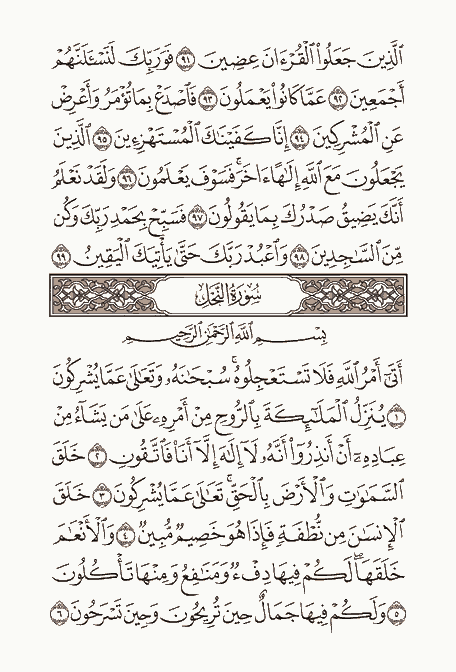 ٱلَّذِينَ جَعَلُوا۟ ٱلْقُرْءَانَ عِضِينَ ٩١ فَوَرَبِّكَ لَنَسْـَٔلَنَّهُمْ
أَجْمَعِينَ ٩٢ عَمَّا كَانُوا۟ يَعْمَلُونَ ٩٣ فَٱصْدَعْ بِمَا تُؤْمَرُ وَأَعْرِضْ
عَنِ ٱلْمُشْرِكِينَ ٩٤ إِنَّا كَفَيْنَٰكَ ٱلْمُسْتَهْزِءِينَ ٩٥ ٱلَّذِينَ
يَجْعَلُونَ مَعَ ٱللَّهِ إِلَٰهًا ءَاخَرَ ۚ فَسَوْفَ يَعْلَمُونَ ٩٦ وَلَقَدْ نَعْلَمُ
أَنَّكَ يَضِيقُ صَدْرُكَ بِمَا يَقُولُونَ ٩٧ فَسَبِّحْ بِحَمْدِ رَبِّكَ وَكُن
مِّنَ ٱلسَّٰجِدِينَ ٩٨ وَٱعْبُدْ رَبَّكَ حَتَّىٰ يَأْتِيَكَ ٱلْيَقِينُ ٩٩
سُورَةُ النَّحْلِ
بِسْمِ ٱللَّهِ ٱلرَّحْمَٰنِ ٱلرَّحِيمِ
أَتَىٰٓ أَمْرُ ٱللَّهِ فَلَا تَسْتَعْجِلُوهُ ۚ سُبْحَٰنَهُۥ وَتَعَٰلَىٰ عَمَّا يُشْرِكُونَ
١ يُنَزِّلُ ٱلْمَلَٰٓئِكَةَ بِٱلرُّوحِ مِنْ أَمْرِهِۦ عَلَىٰ مَن يَشَآءُ مِنْ
عِبَادِهِۦٓ أَنْ أَنذِرُوٓا۟ أَنَّهُۥ لَآ إِلَٰهَ إِلَّآ أَنَا۠ فَٱتَّقُونِ ٢ خَلَقَ
ٱلسَّمَٰوَٰتِ وَٱلْأَرْضَ بِٱلْحَقِّ ۚ تَعَٰلَىٰ عَمَّا يُشْرِكُونَ ٣ خَلَقَ
ٱلْإِنسَٰنَ مِن نُّطْفَةٍ فَإِذَا هُوَ خَصِيمٌ مُّبِينٌ ٤ وَٱلْأَنْعَٰمَ
خَلَقَهَا ۗ لَكُمْ فِيهَا دِفْءٌ وَمَنَٰفِعُ وَمِنْهَا تَأْكُلُونَ
٥ وَلَكُمْ فِيهَا جَمَالٌ حِينَ تُرِيحُونَ وَحِينَ تَسْرَحُونَ ٦